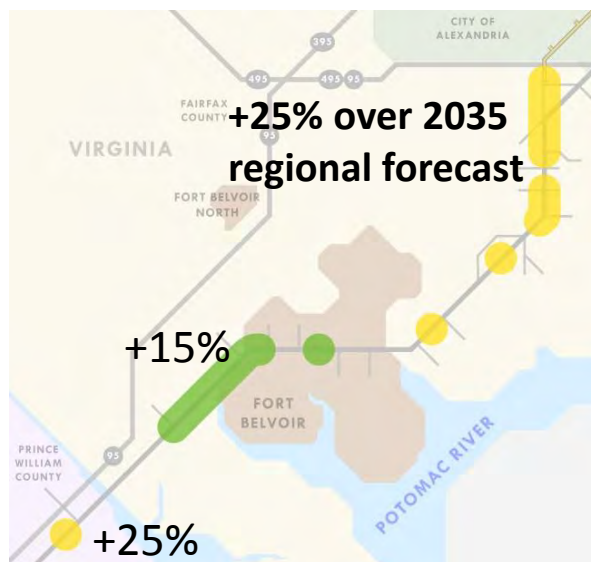 CITY OF
ALEXANDRIA
395
495
495 95
FAIRFAX
COUNTY
+25% over 2035
regional forecast
95
VIRGINIA
FORT BELVOIR
NORTH
+15%
FORT
BELVOIR
PRINCE
WILLIAM
COUNTY
95
POTOMAC RIVER
+25%